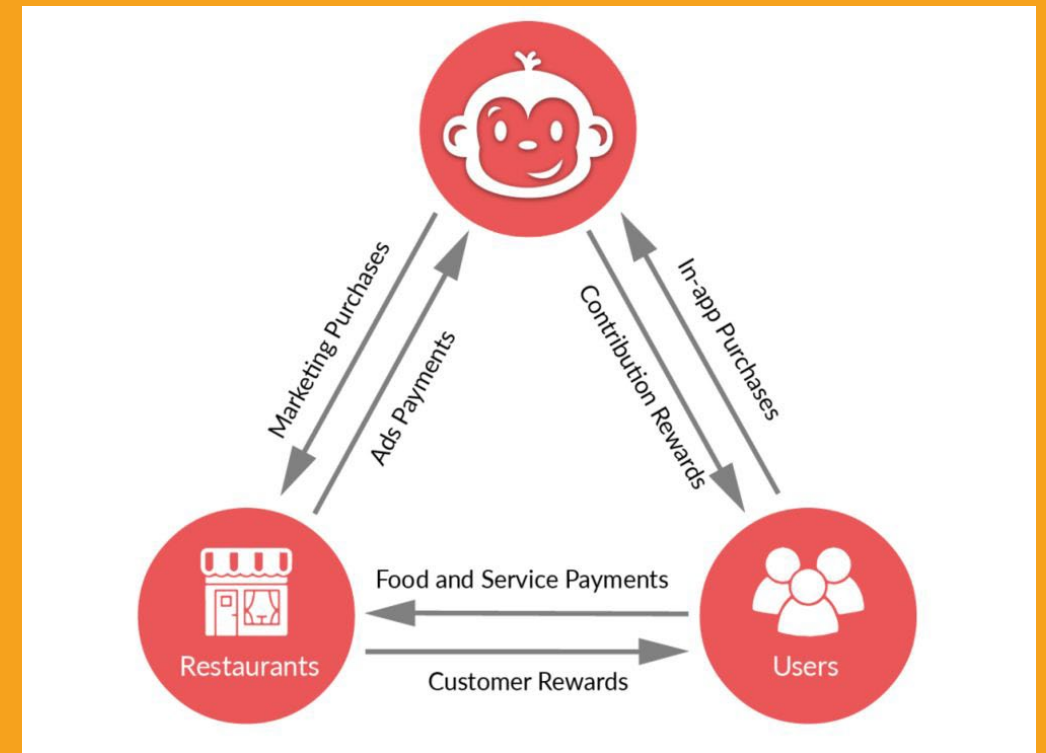 Marketing Purchases
Ads Payments
Contribution Rewards
In-app Purchases
Food and Service Payments
Restaurants
Users
Customer Rewards